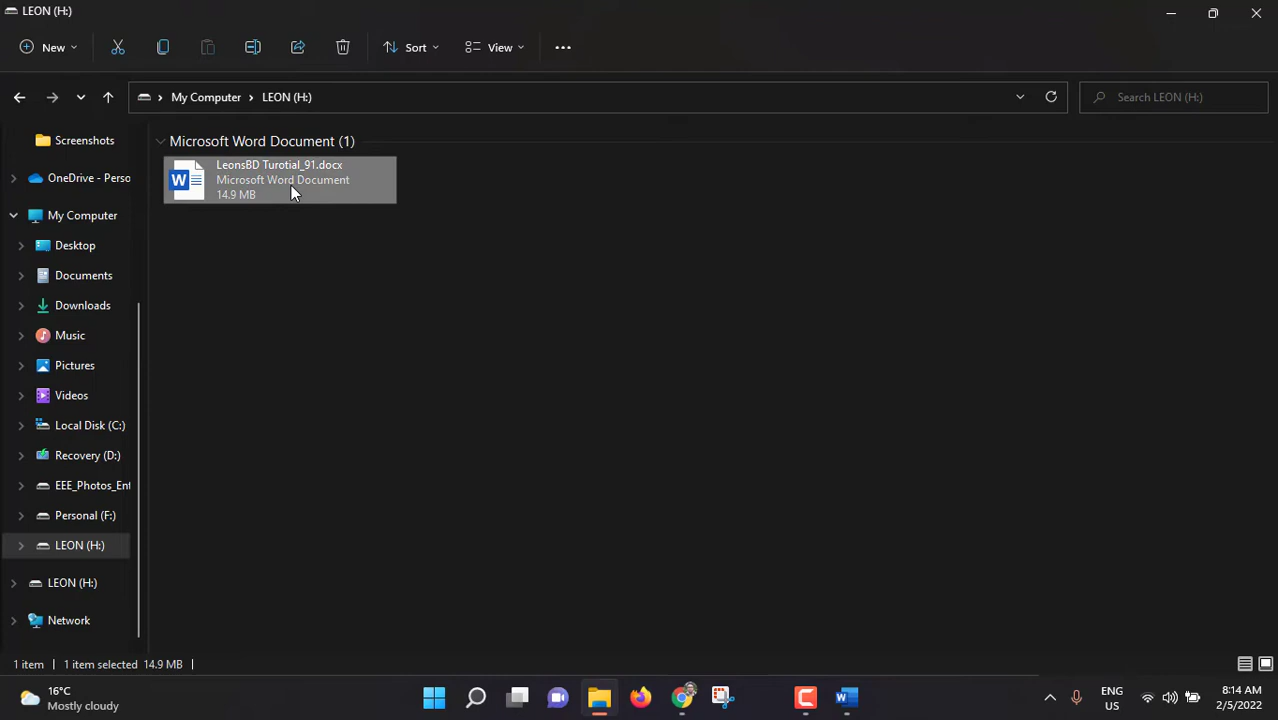 LEON (H:)
New
Sort
View
My Computer
LEON (H:)
Search LEON (H:)
Screenshots
OneDrive - Perso
My Computer
Desktop
Documents
Downloads
Music
Pictures
Videos
Local Disk (C:)
Recovery (D:)
EEE_Photos_Ent
Personal (F:)
LEON (H:)
LEON (H:)
Network
Microsoft Word Document (1)
W
LeonsBD Turotial_91.docx
Microsoft Word Document
14.9 MB
1 item
1 item selected 14.9 MB
16°C
Mostly cloudy
W
ENG
US
8:14 AM
2/5/2022